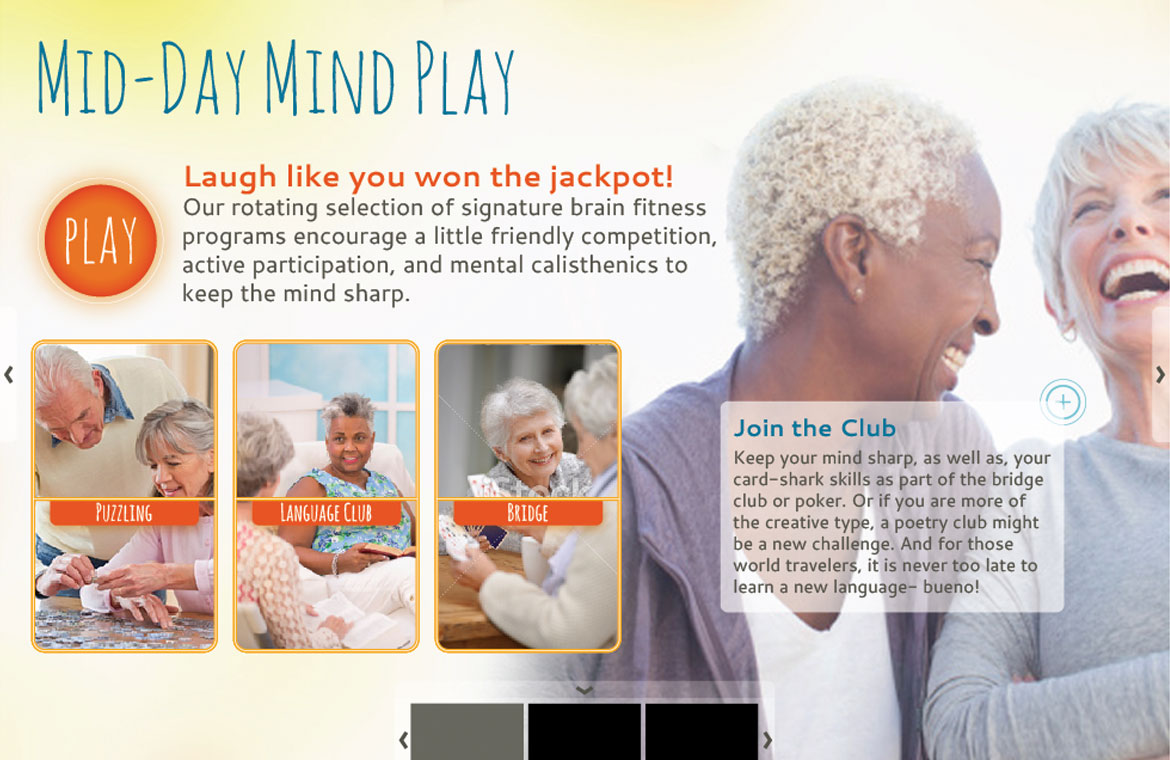 MID-DAY MIND PLAY
PLAY
Laugh like you won the jackpot!
Our rotating selection of signature brain fitness
programs encourage a little friendly competition,
active participation, and mental calisthenics to
keep the mind sharp.
PUZZLING
LANGUAGE CLUB
BRIDGE
Join the Club
Keep your mind sharp, as well as, your
card-shark skills as part of the bridge
club or poker. Or if you are more of
the creative type, a poetry club might
be a new challenge. And for those
world travelers, it is never too late to
learn a new language- bueno!